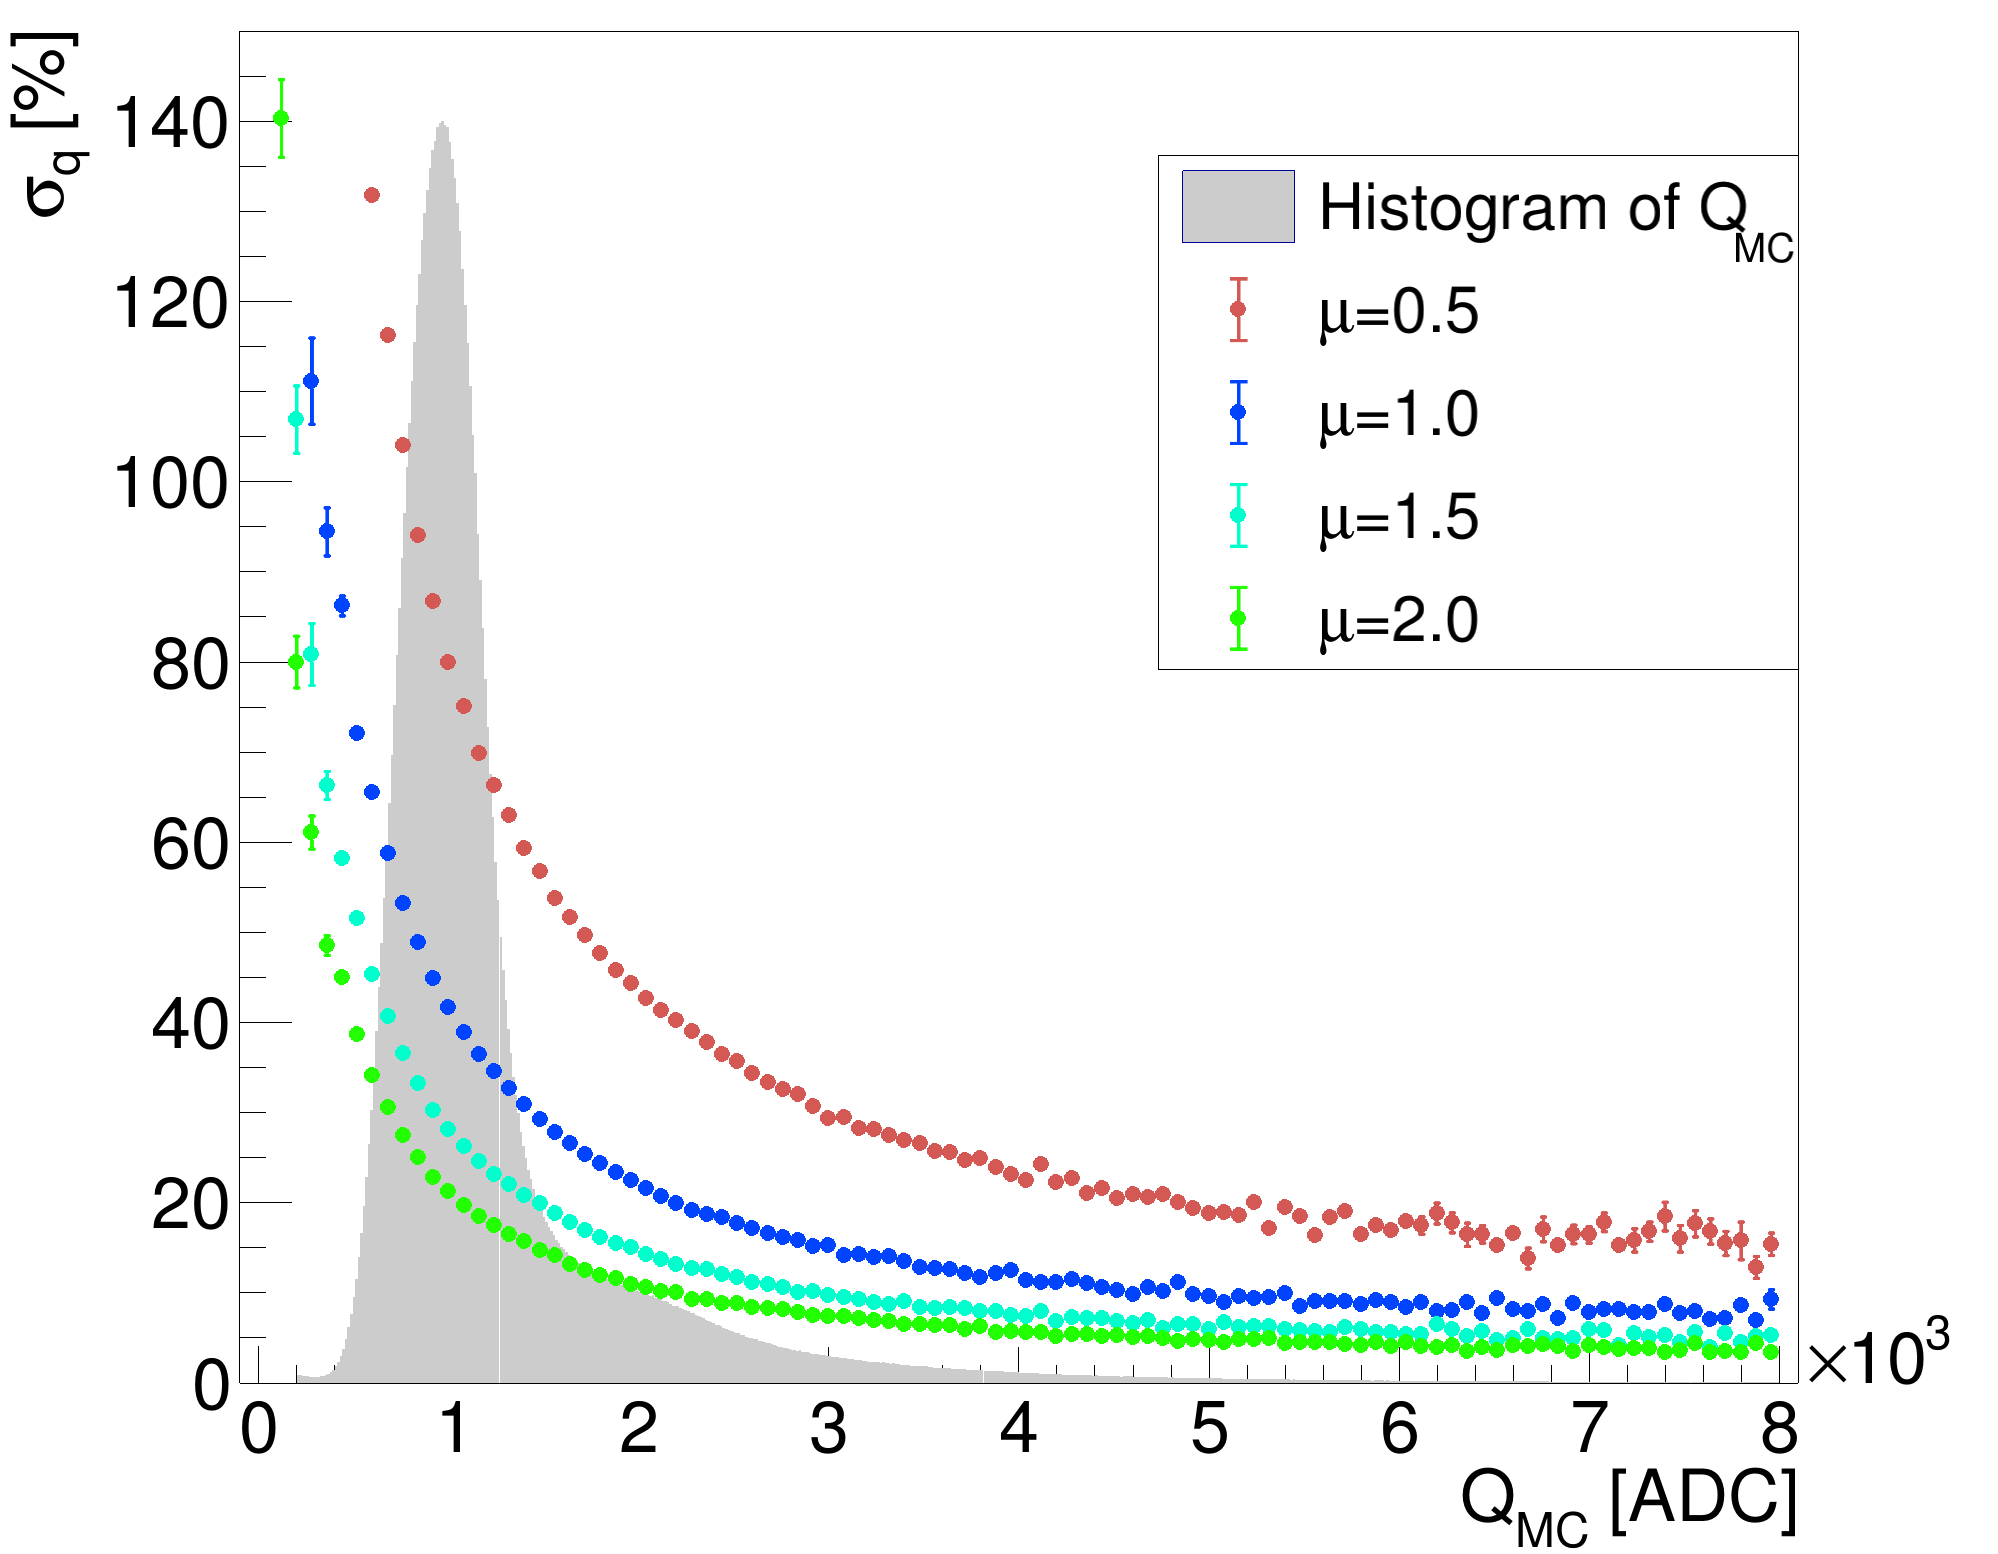 σq [%]
140
120
100
80
60
40
20
0
Histogram of QMC
μ=0.5
μ=1.0
μ=1.5
μ=2.0
0 1 2 3 4 5 6 7 8
×10³
QMC [ADC]